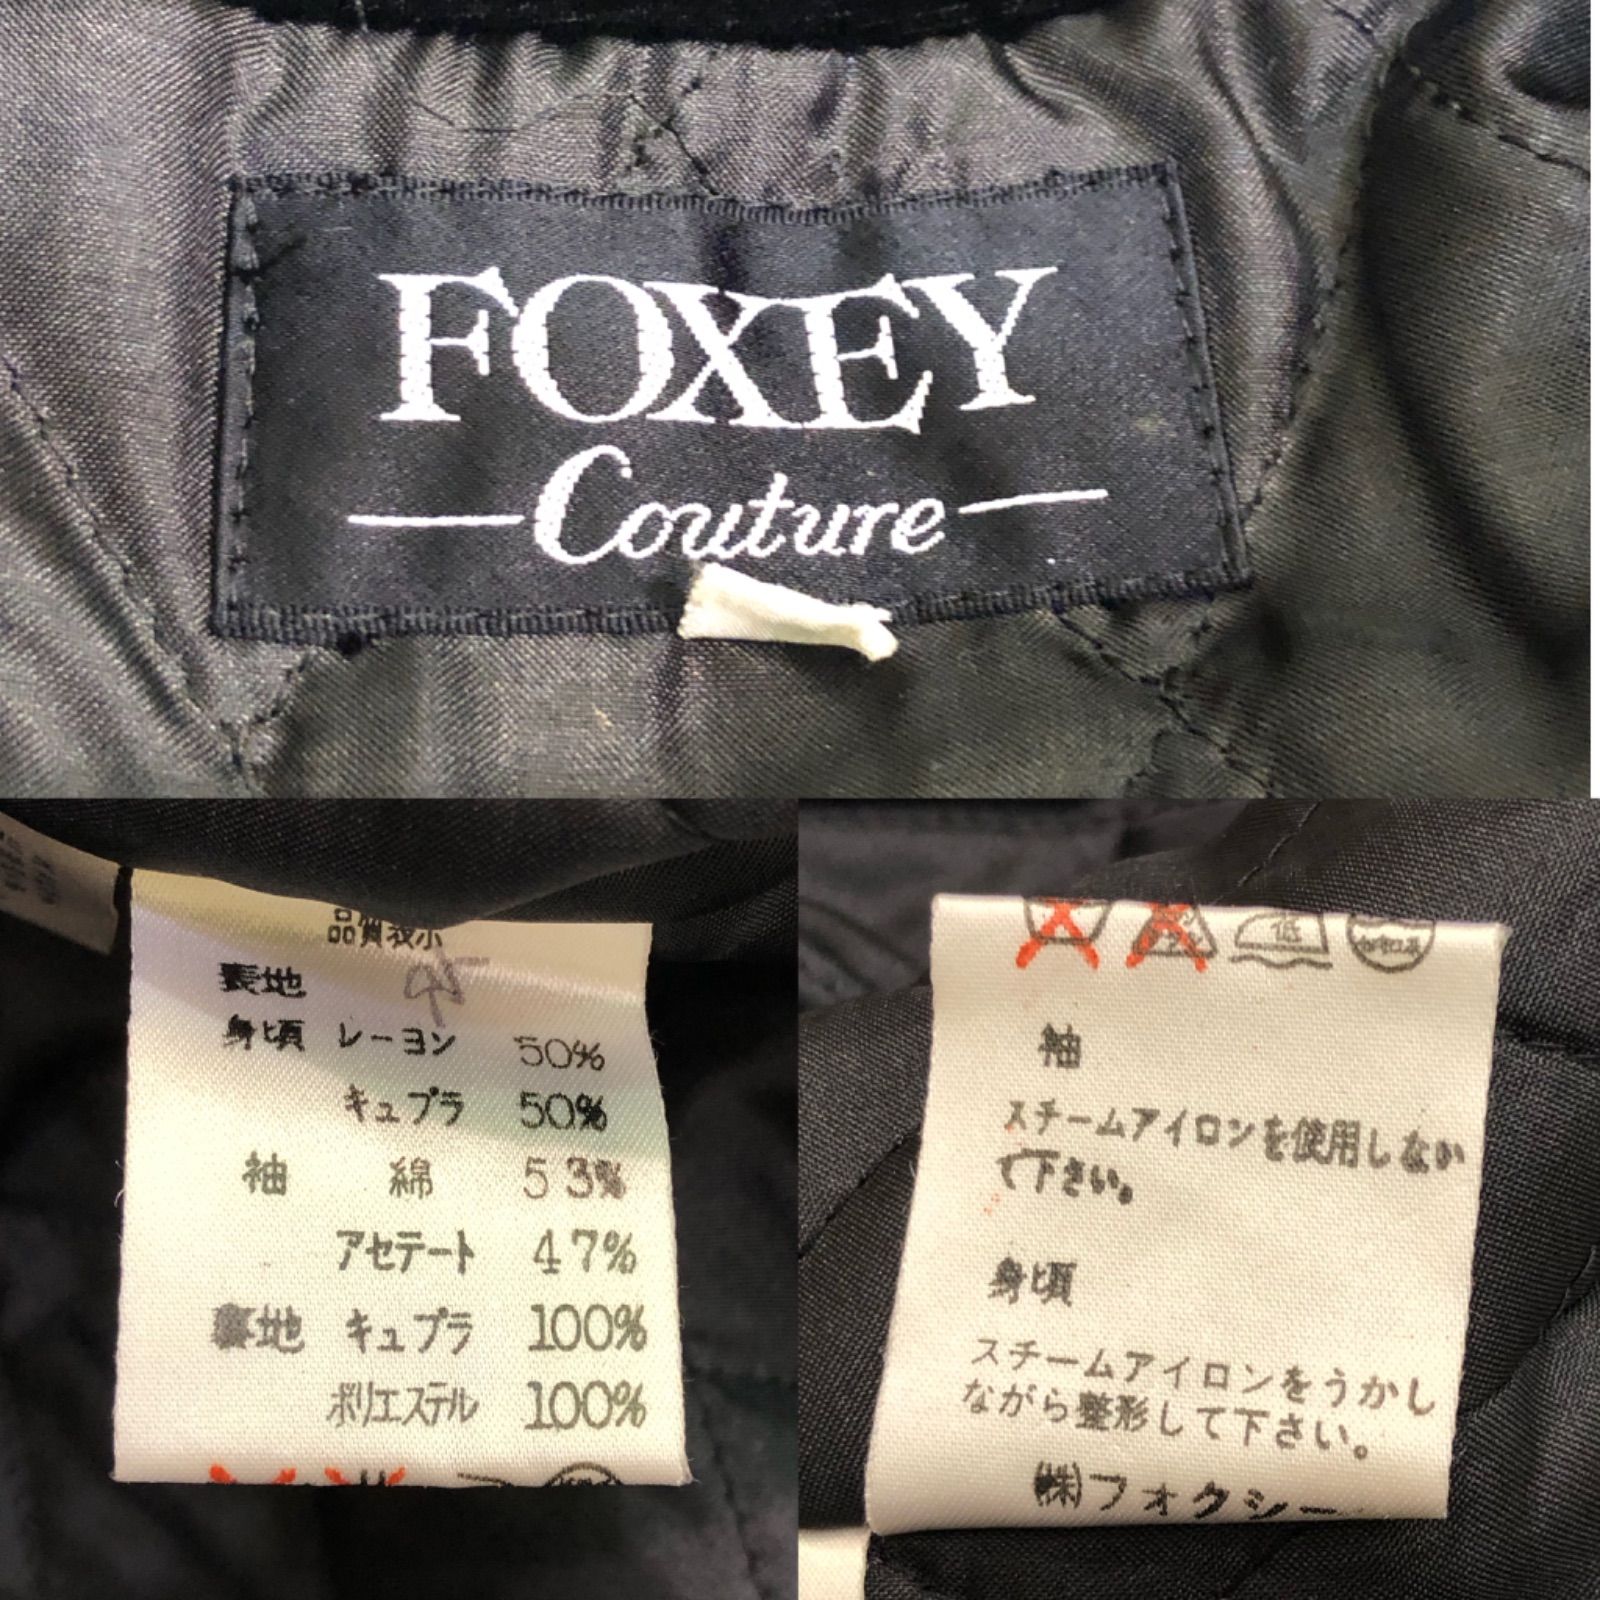 FOXEY
Couture
品質表示
表地
身頃 レーヨン 50%
キュプラ 50%
袖 綿 53%
アセテート 47%
裏地 キュプラ 100%
ポリエステル 100%
低
袖
スチームアイロンを使用しない
で下さい。
身頃
スチームアイロンをうかし
ながら整形して下さい。
(株)フォクシー